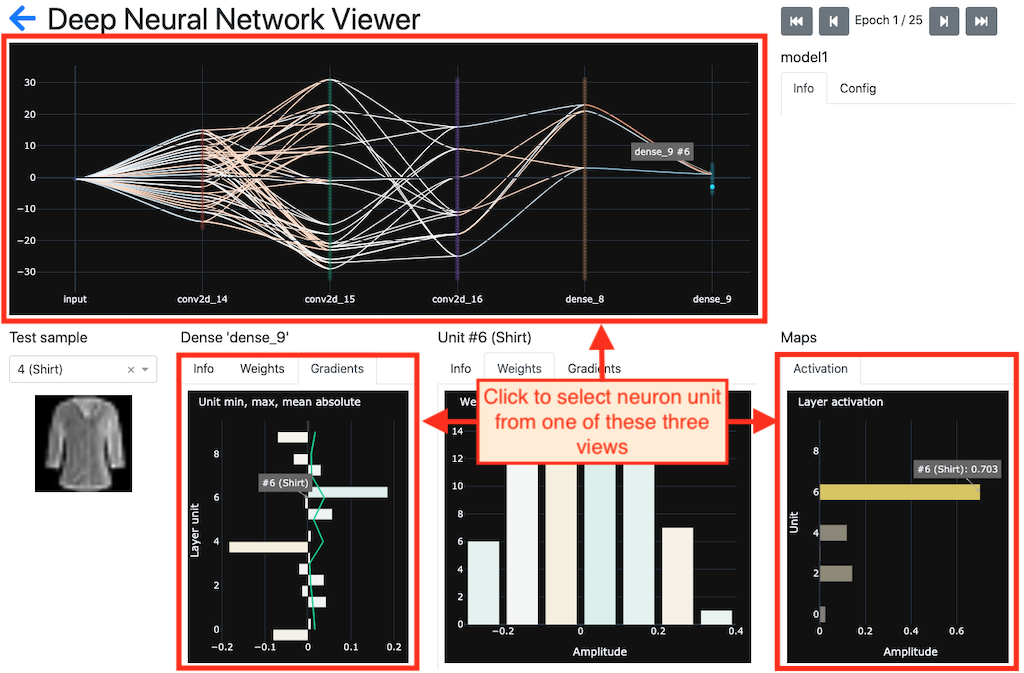 Deep Neural Network Viewer
Epoch 1 / 25
model1
Info Config
30
20
10
0
−10
−20
−30
dense_9 #6
input conv2d_14 conv2d_15 conv2d_16 dense_8 dense_9
Test sample
4 (Shirt)
Dense 'dense_9'
Info Weights Gradients
Unit min, max, mean absolute
Layer unit
8
6
4
2
0
#6 (Shirt)
−0.2 −0.1 0 0.1 0.2
Unit #6 (Shirt)
Info Weights Gradients
We
Click to select neuron unit
from one of these three
views
14
12
10
8
6
4
2
0
−0.2 0 0.2 0.4
Amplitude
Maps
Activation
Layer activation
Unit
8
6
4
2
0
#6 (Shirt): 0.703
0 0.2 0.4 0.6
Amplitude